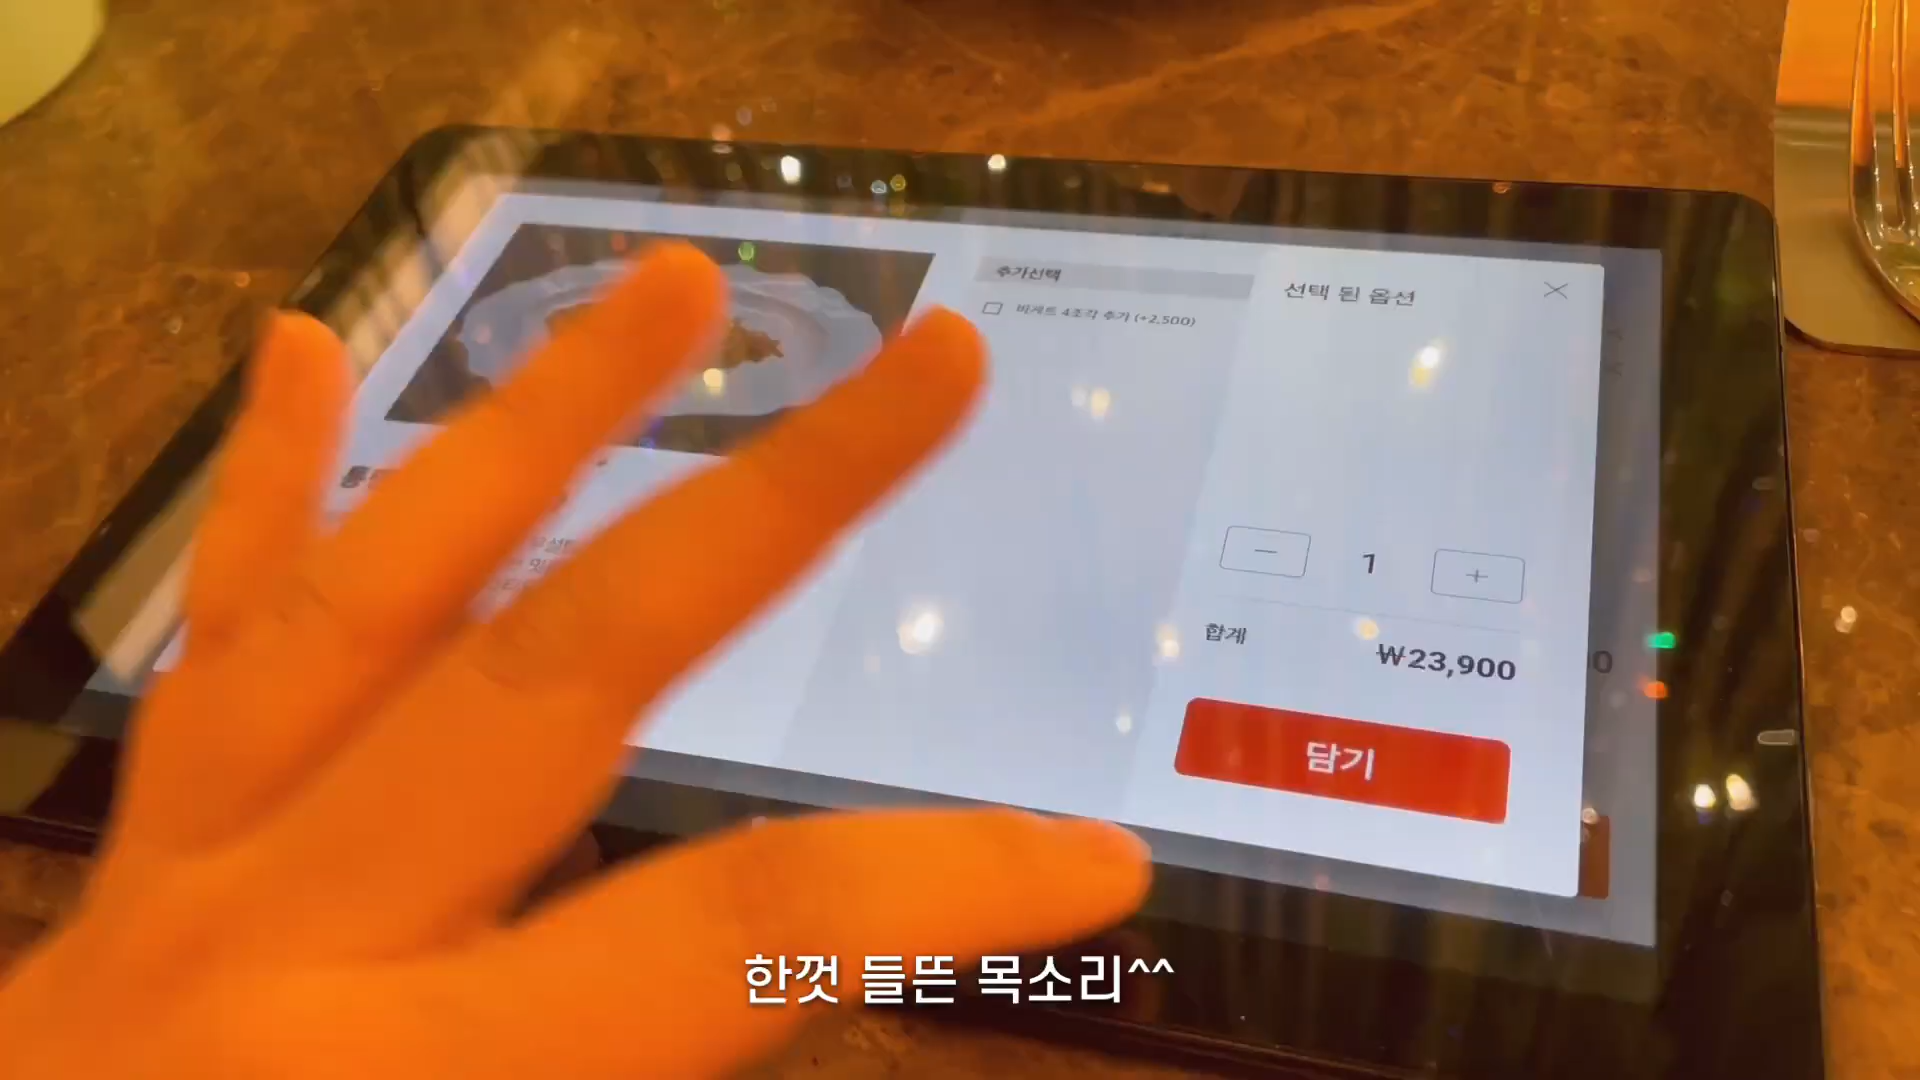 추가선택
바게트 4조각 추가 (+2,500)
선택 된 옵션
1
합계
₩23,900
담기
한껏 들뜬 목소리^^